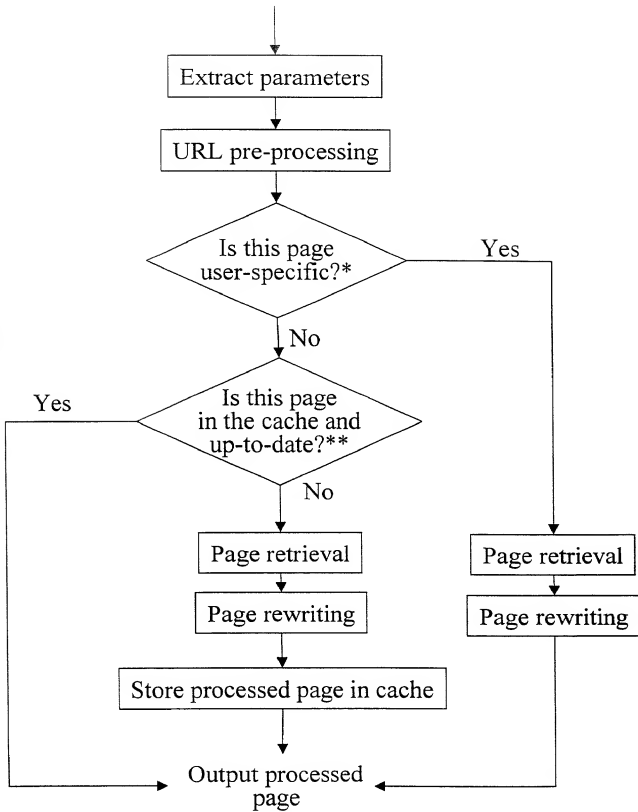 Extract parameters
URL pre-processing
Is this page
user-specific?*
Yes
No
Is this page
in the cache and
up-to-date?**
Yes
No
Page retrieval
Page rewriting
Page retrieval
Page rewriting
Store processed page in cache
Output processed
page